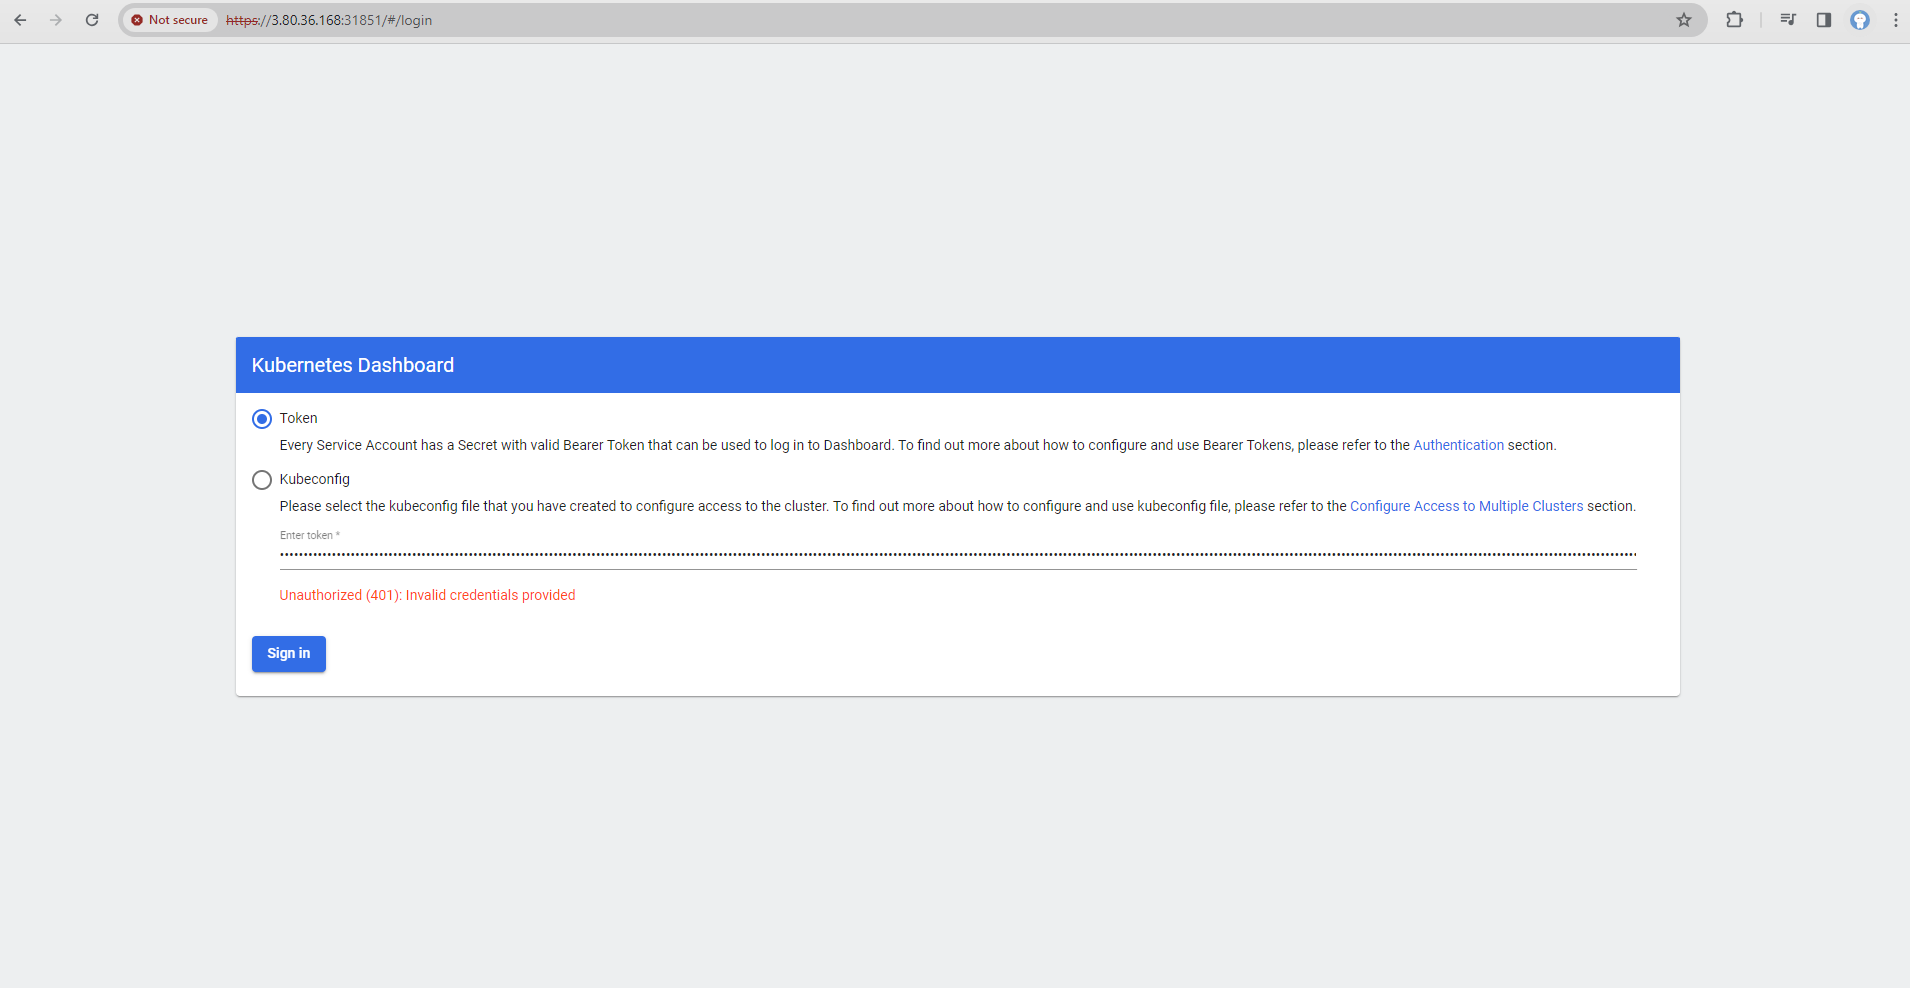 Not secure https://3.80.36.168:31851/#/login
Kubernetes Dashboard
Token
Every Service Account has a Secret with valid Bearer Token that can be used to log in to Dashboard. To find out more about how to configure and use Bearer Tokens, please refer to the Authentication section.
Kubeconfig
Please select the kubeconfig file that you have created to configure access to the cluster. To find out more about how to configure and use kubeconfig file, please refer to the Configure Access to Multiple Clusters section.
Enter token *
Unauthorized (401): Invalid credentials provided
Sign in